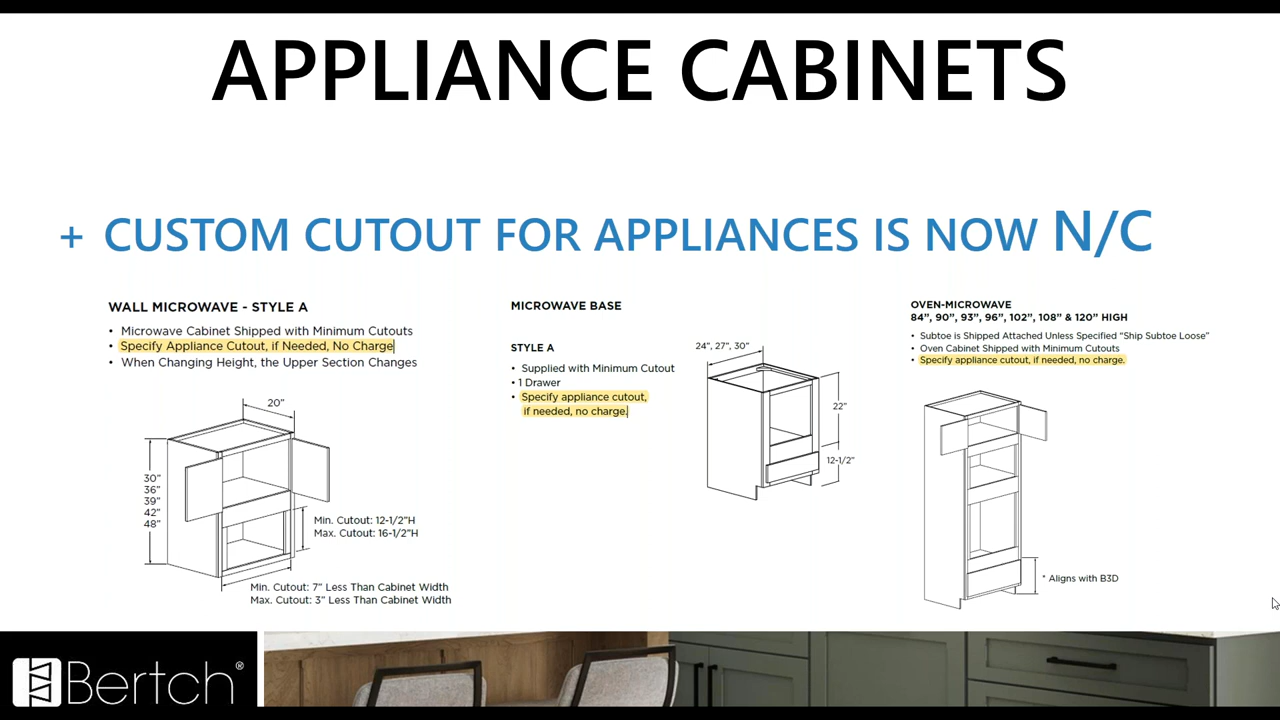 APPLIANCE CABINETS
+ CUSTOM CUTOUT FOR APPLIANCES IS NOW N/C
WALL MICROWAVE - STYLE A
• Microwave Cabinet Shipped with Minimum Cutouts
• Specify Appliance Cutout, if Needed, No Charge
• When Changing Height, the Upper Section Changes
20”
30”
36”
39”
42”
48”
Min. Cutout: 12-1/2”H
Max. Cutout: 16-1/2”H
Min. Cutout: 7” Less Than Cabinet Width
Max. Cutout: 3” Less Than Cabinet Width
MICROWAVE BASE
STYLE A
• Supplied with Minimum Cutout
• 1 Drawer
• Specify appliance cutout,
if needed, no charge.
24”, 27”, 30”
22”
12-1/2”
OVEN-MICROWAVE
84”, 90”, 93”, 96”, 102”, 108” & 120” HIGH
• Subtoe is Shipped Attached Unless Specified “Ship Subtoe Loose”
• Oven Cabinet Shipped with Minimum Cutouts
• Specify appliance cutout, if needed, no charge.
* Aligns with B3D
Bertch®